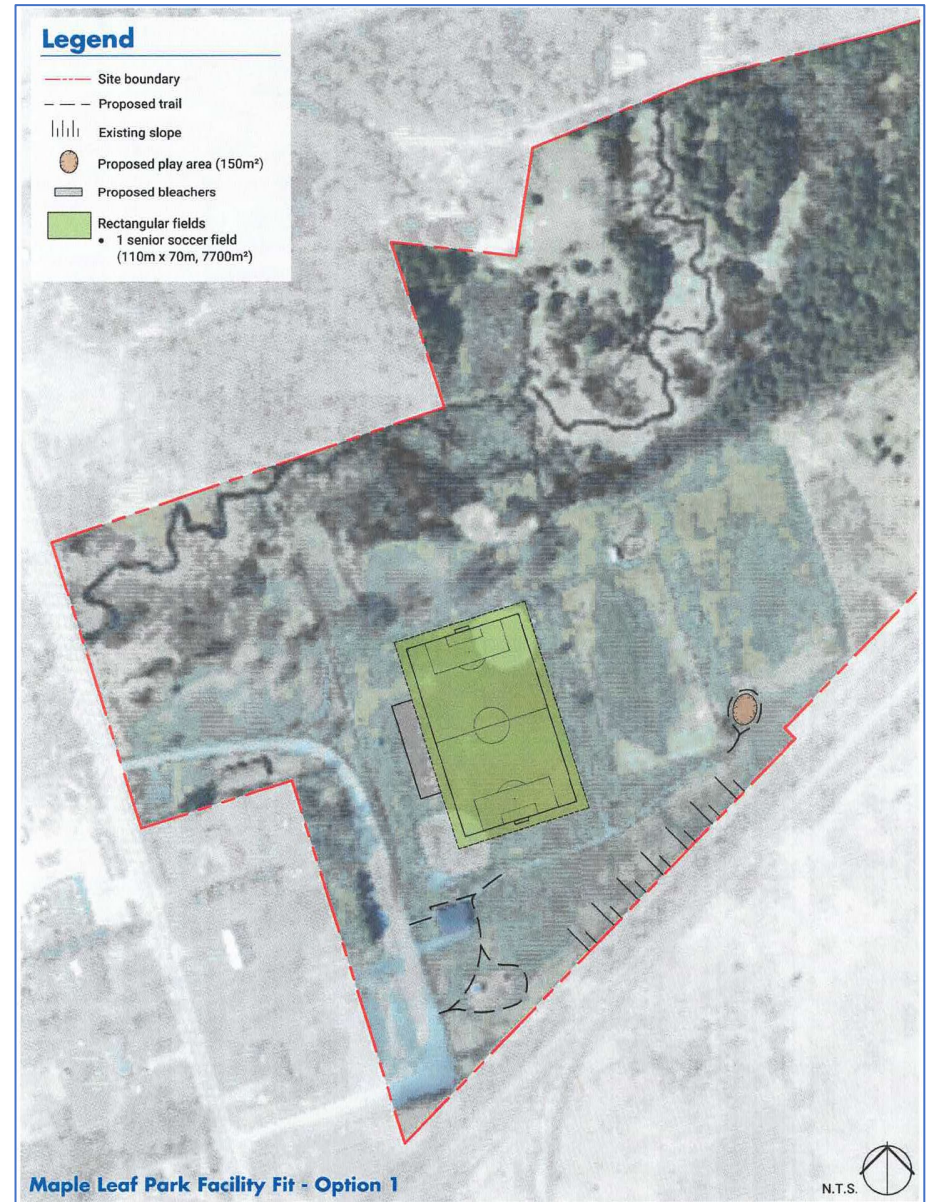 Legend
Site boundary
Proposed trail
Existing slope
Proposed play area (150m²)
Proposed bleachers
Rectangular fields
• 1 senior soccer field
(110m x 70m, 7700m²)
Maple Leaf Park Facility Fit - Option 1
N.T.S.